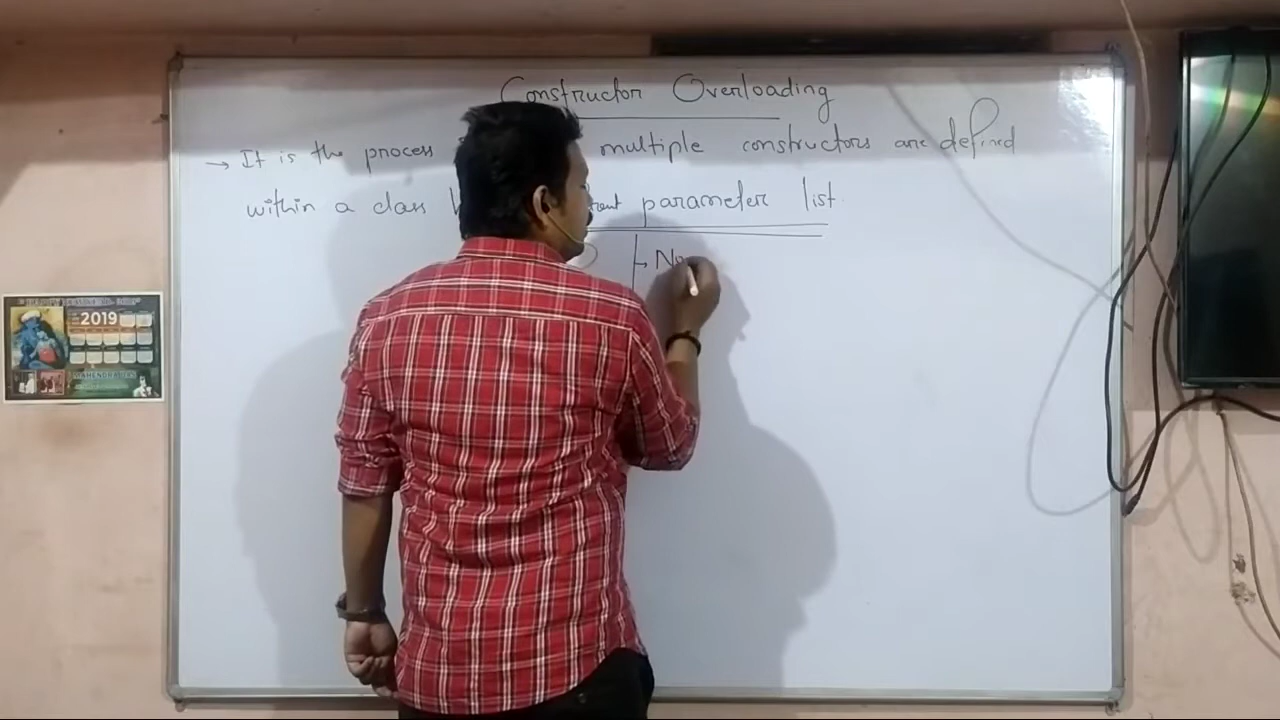 Constructor Overloading
→ It is the process multiple constructors are defined
within a class parameter list.
→ No
2019